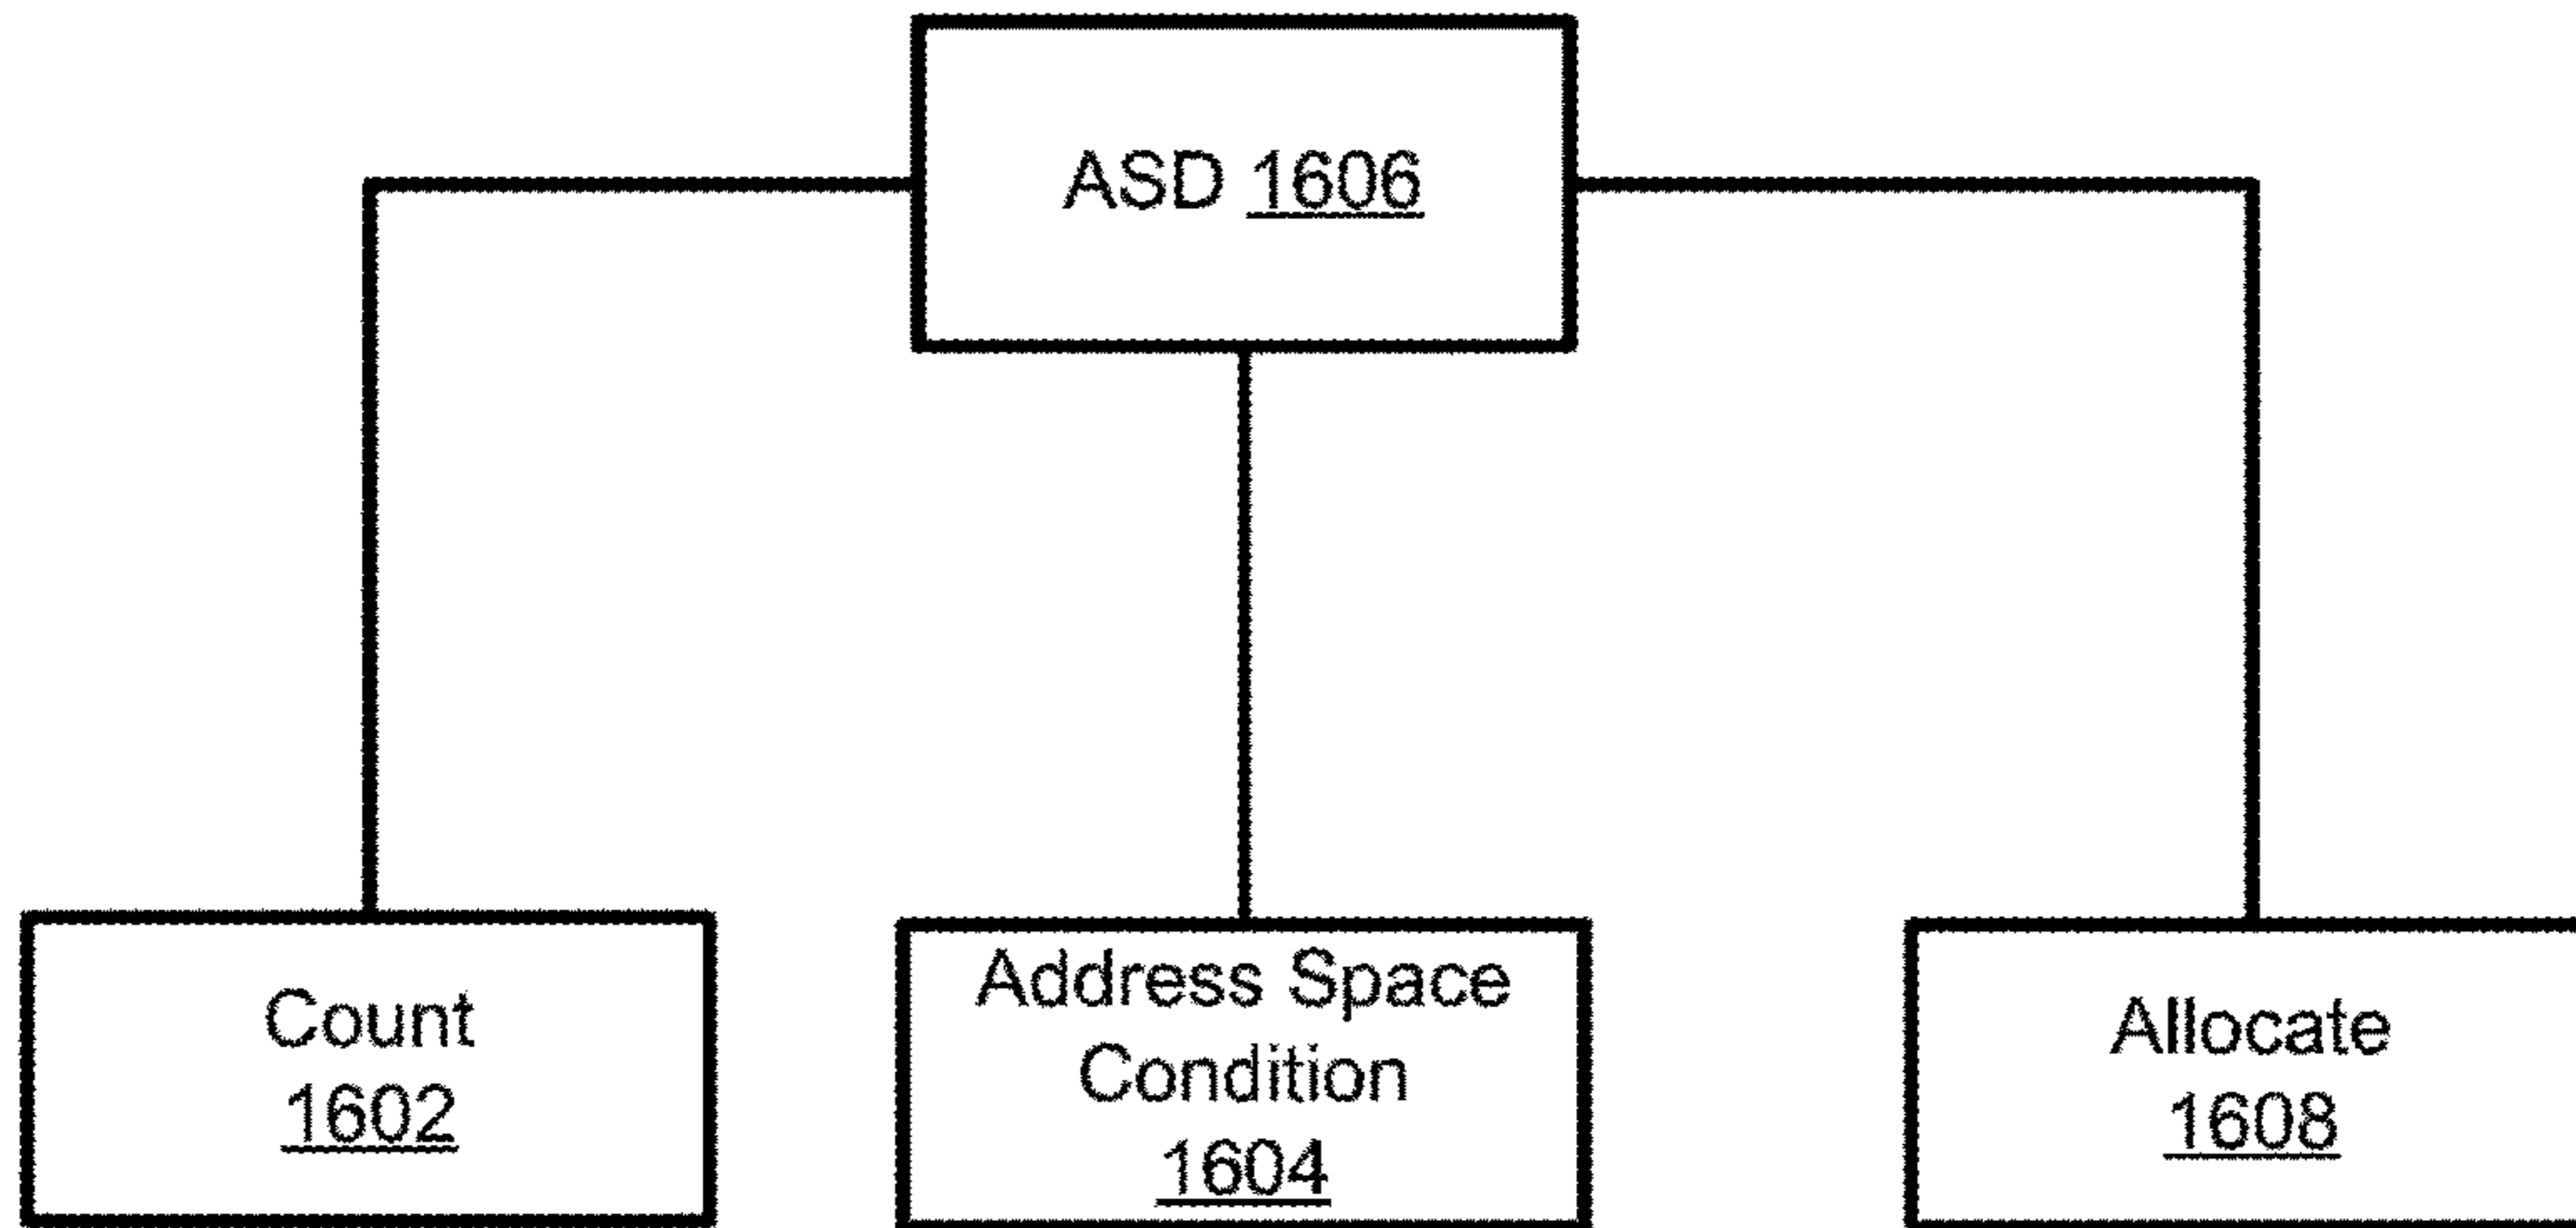 ASD 1606
Count
1602
Address Space
Condition
1604
Allocate
1608